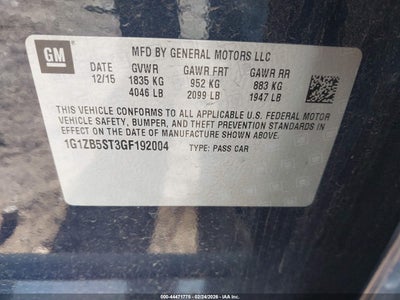 GM
MFD BY GENERAL MOTORS LLC
DATE GVWR GAWR FRT GAWR RR
12/15 1835 KG 952 KG 883 KG
4046 LB 2099 LB 1947 LB
THIS VEHICLE CONFORMS TO ALL APPLICABLE U.S. FEDERAL MOTOR
VEHICLE SAFETY, BUMPER, AND THEFT PREVENTION STANDARDS IN
EFFECT ON THE DATE OF MANUFACTURE SHOWN ABOVE.
1G1ZB5ST3GF192004 TYPE: PASS CAR
000-44471775 - 02/24/2026 - IAA Inc.